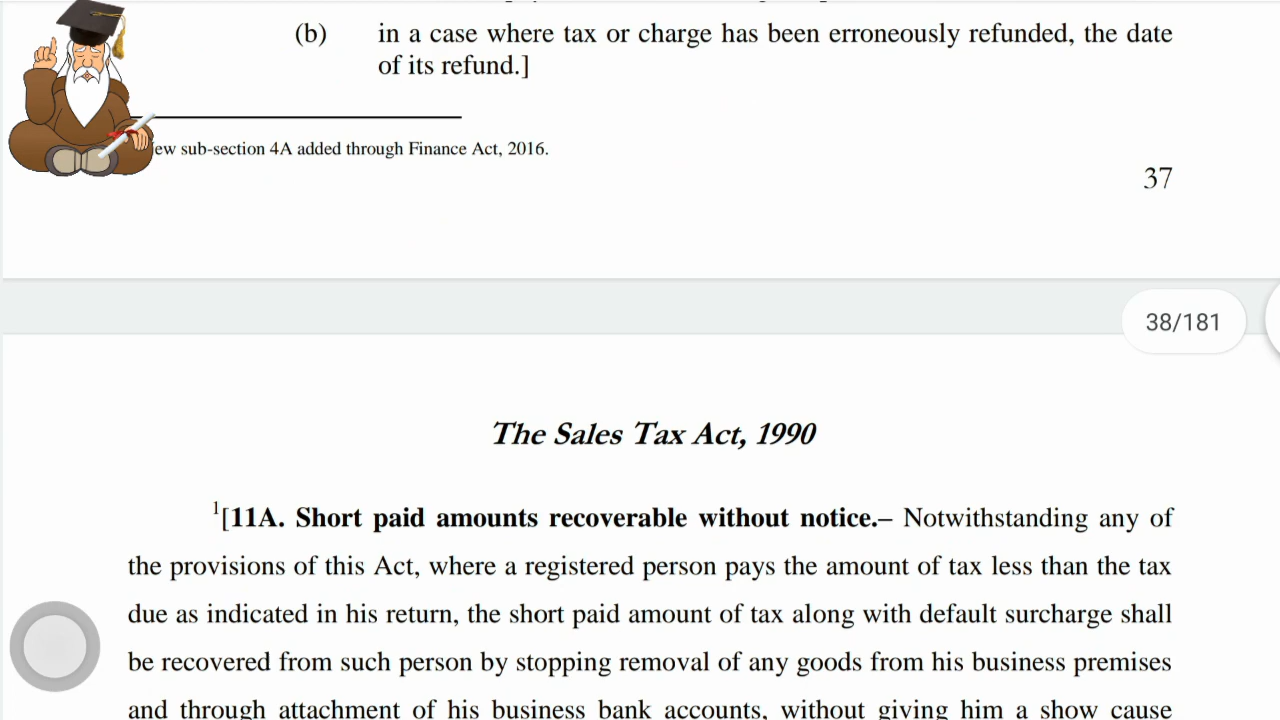 (b) in a case where tax or charge has been erroneously refunded, the date
of its refund.]
sub-section 4A added through Finance Act, 2016.
37
38/181
The Sales Tax Act, 1990
1[11A. Short paid amounts recoverable without notice.– Notwithstanding any of
the provisions of this Act, where a registered person pays the amount of tax less than the tax
due as indicated in his return, the short paid amount of tax along with default surcharge shall
be recovered from such person by stopping removal of any goods from his business premises
and through attachment of his business bank accounts, without giving him a show cause